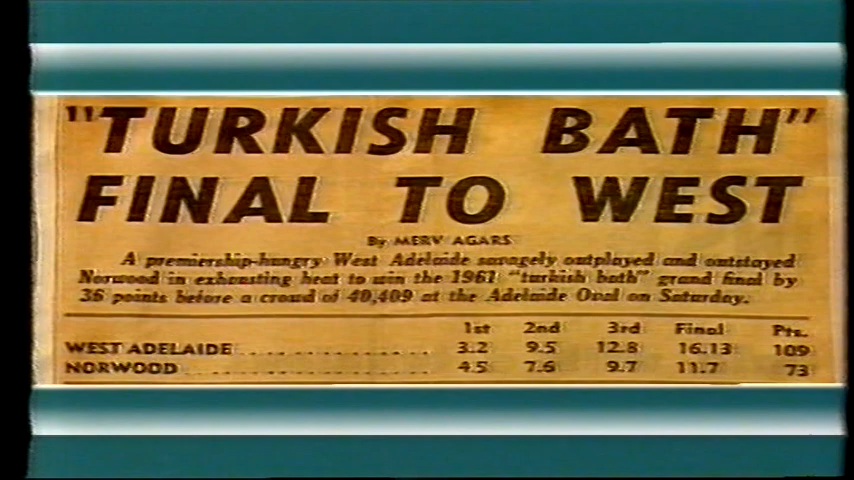 "TURKISH BATH"
FINAL TO WEST
By MERV AGARS
A premiership-hungry West Adelaide savagely outplayed and outstayed
Norwood in exhausting heat to win the 1961 "turkish bath" grand final by
36 points before a crowd of 40,409 at the Adelaide Oval on Saturday.
1st 2nd 3rd Final Pts.
WEST ADELAIDE .................... 3.2 9.5 12.8 16.13 109
NORWOOD .................... 4.5 7.6 9.7 11.7 73